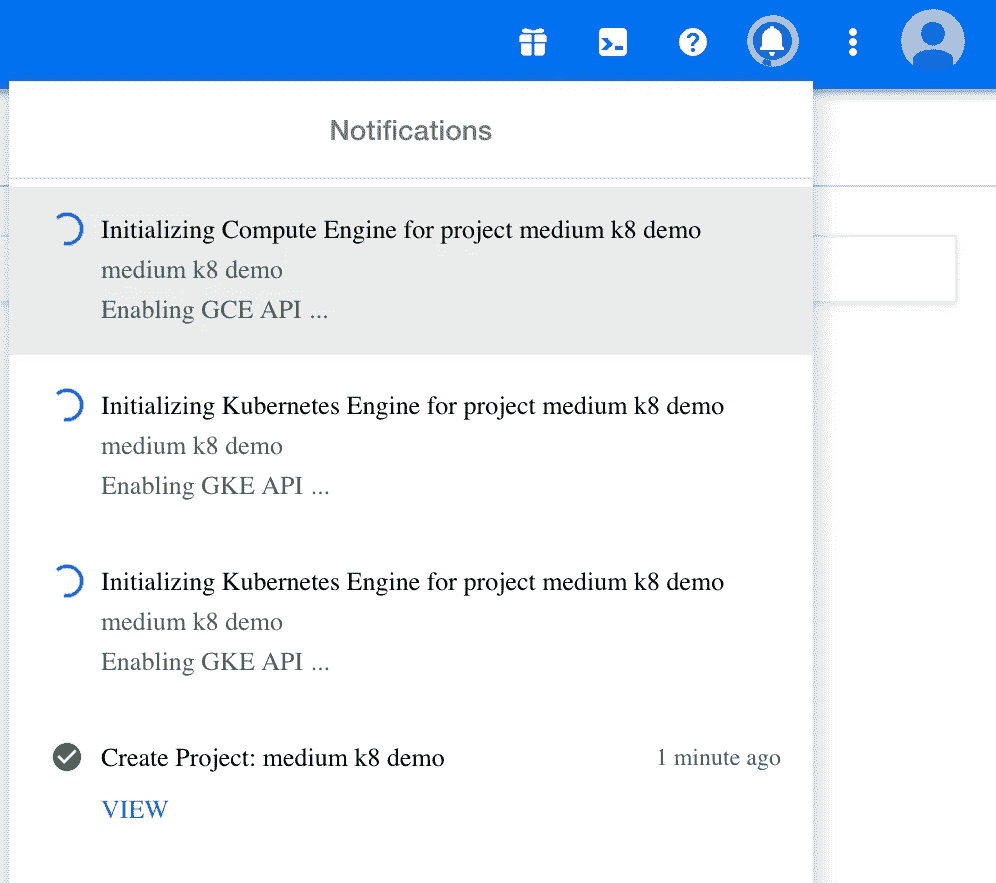 Notifications
Initializing Compute Engine for project medium k8 demo
medium k8 demo
Enabling GCE API ...
Initializing Kubernetes Engine for project medium k8 demo
medium k8 demo
Enabling GKE API ...
Initializing Kubernetes Engine for project medium k8 demo
medium k8 demo
Enabling GKE API ...
Create Project: medium k8 demo 1 minute ago
VIEW